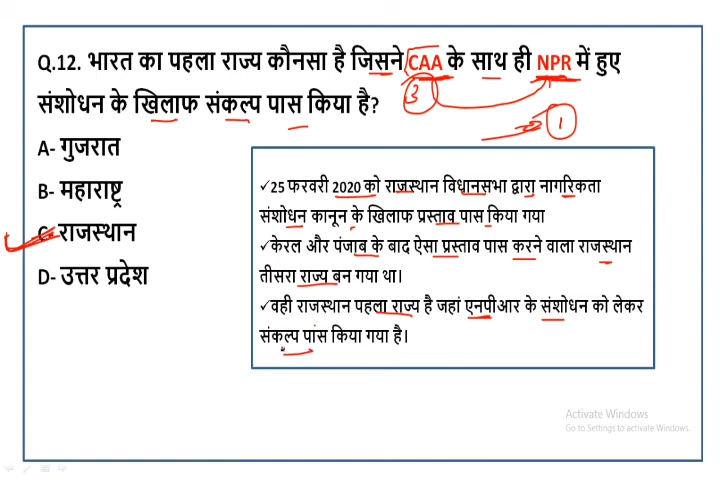 Q.12. भारत का पहला राज्य कौनसा है जिसने CAA के साथ ही NPR में हुए
संशोधन के खिलाफ संकल्प पास किया है?
3
1
A- गुजरात
B- महाराष्ट्र
C- राजस्थान
D- उत्तर प्रदेश
✓25 फरवरी 2020 को राजस्थान विधानसभा द्वारा नागरिकता
संशोधन कानून के खिलाफ प्रस्ताव पास किया गया
✓केरल और पंजाब के बाद ऐसा प्रस्ताव पास करने वाला राजस्थान
तीसरा राज्य बन गया था।
✓वही राजस्थान पहला राज्य है जहां एनपीआर के संशोधन को लेकर
संकल्प पास किया गया है।
Activate Windows
Go to Settings to activate Windows.